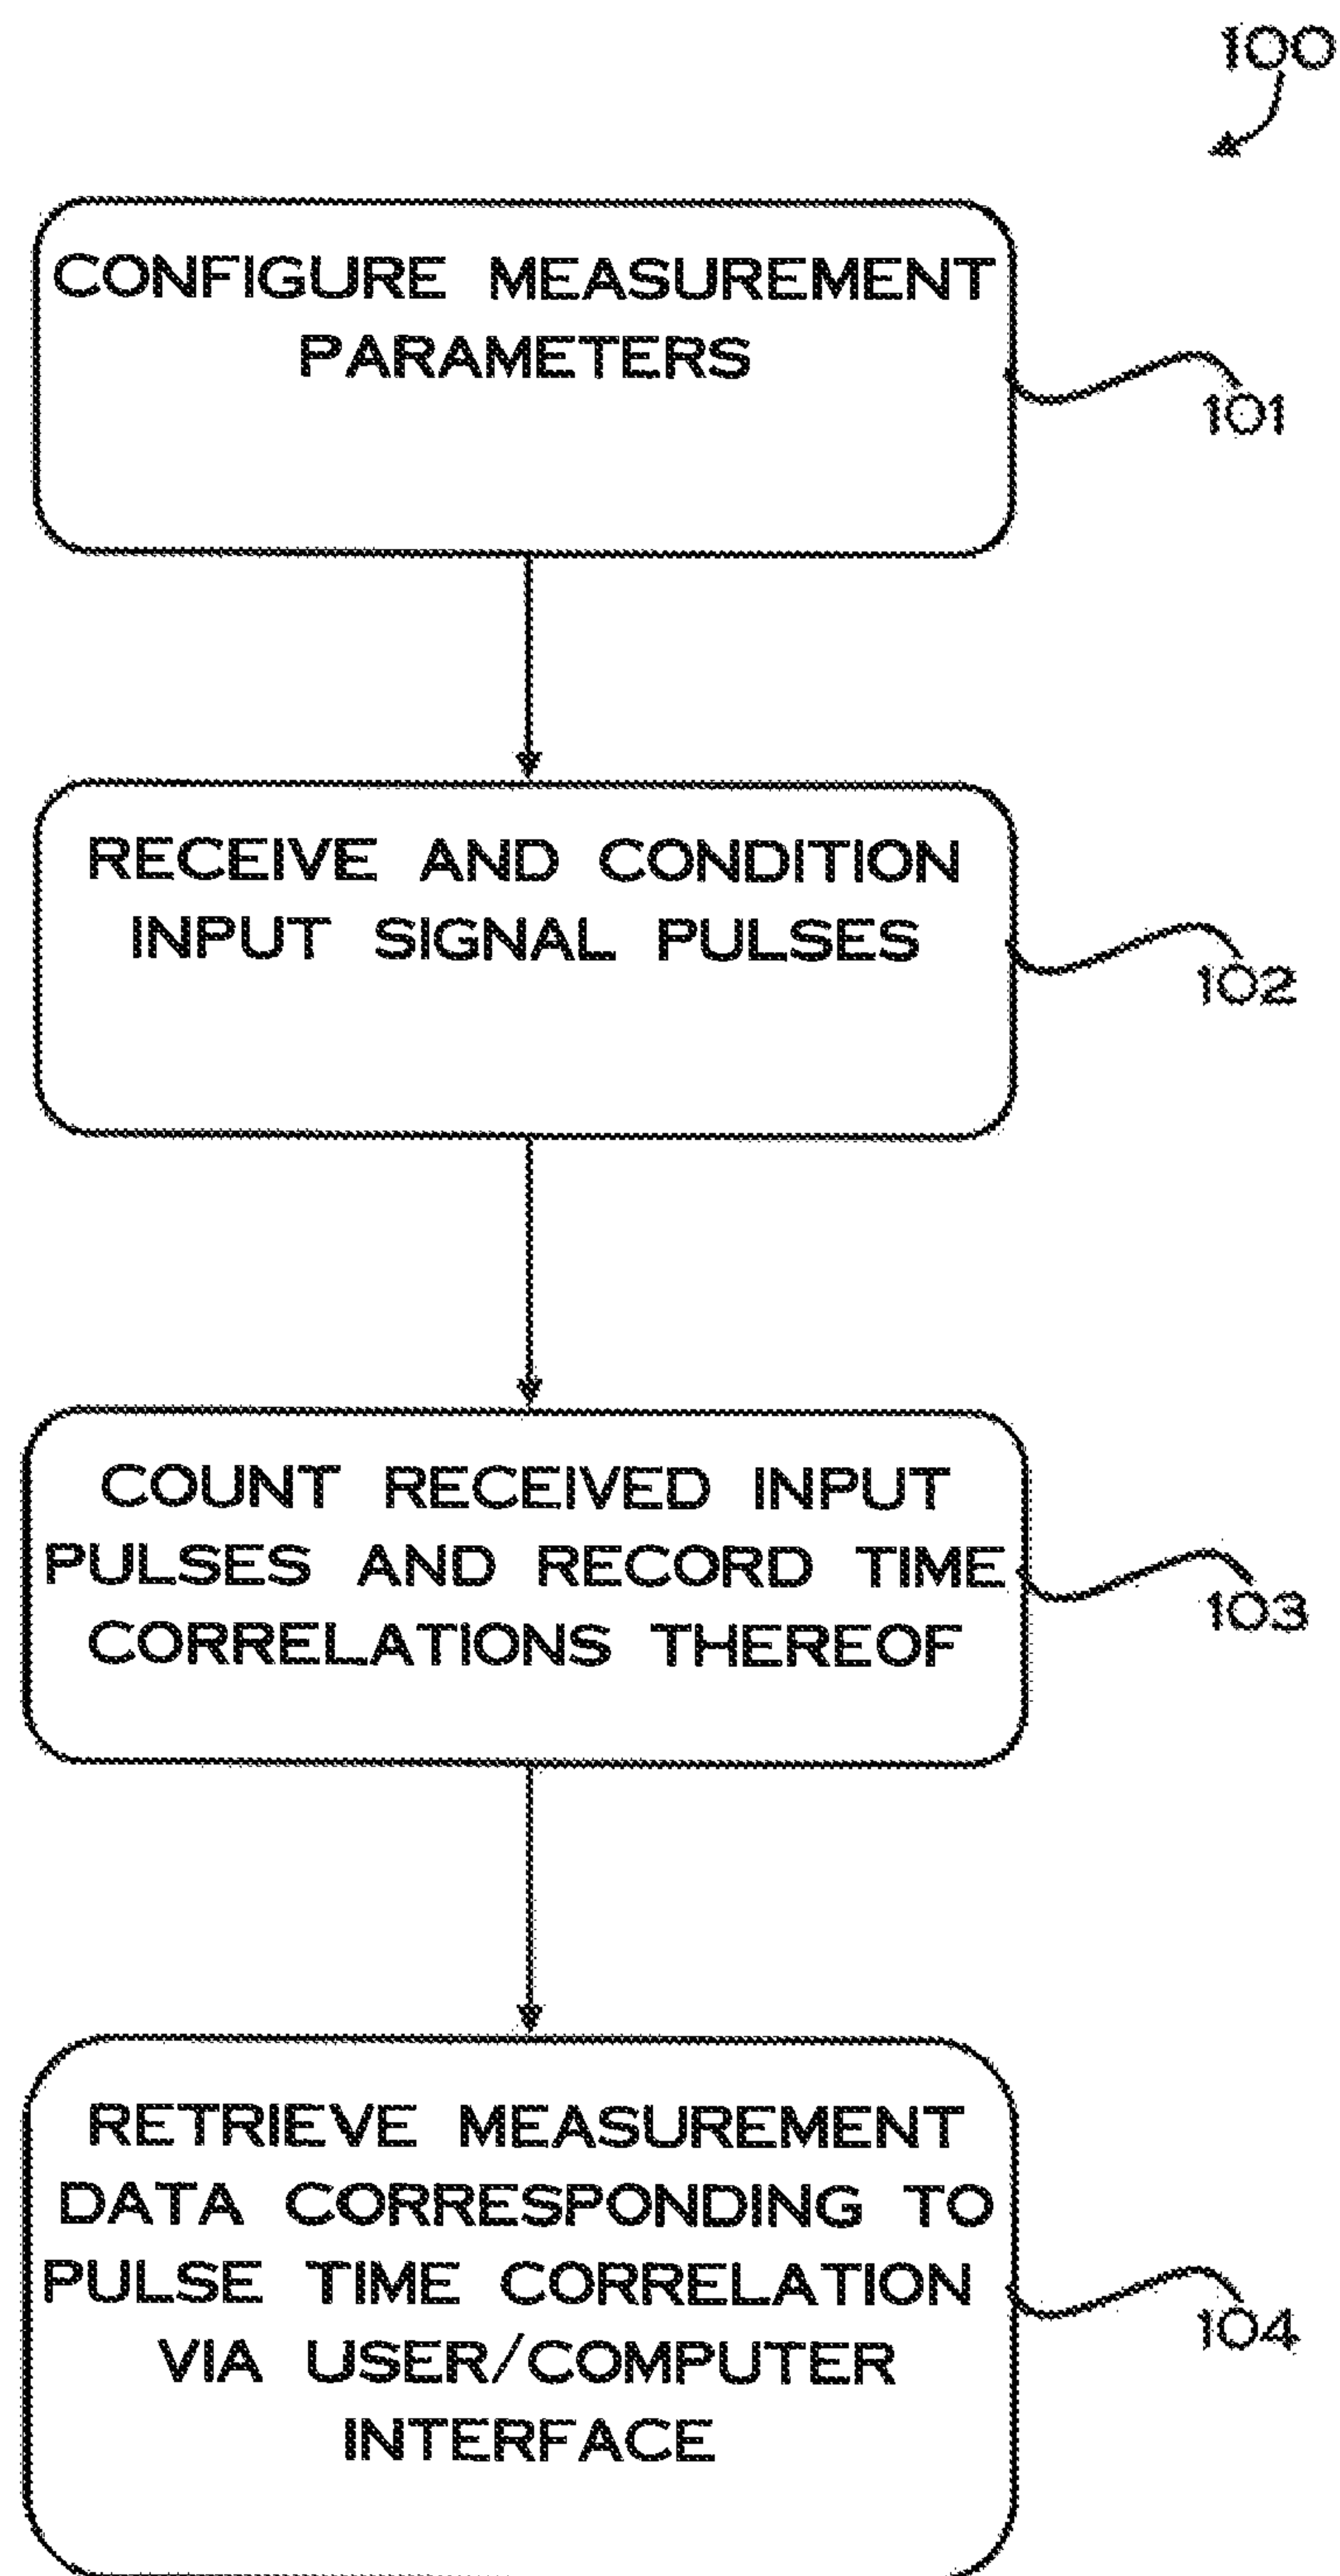 100
CONFIGURE MEASUREMENT
PARAMETERS
101
RECEIVE AND CONDITION
INPUT SIGNAL PULSES
102
COUNT RECEIVED INPUT
PULSES AND RECORD TIME
CORRELATIONS THEREOF
103
RETRIEVE MEASUREMENT
DATA CORRESPONDING TO
PULSE TIME CORRELATION
VIA USER/COMPUTER
INTERFACE
104